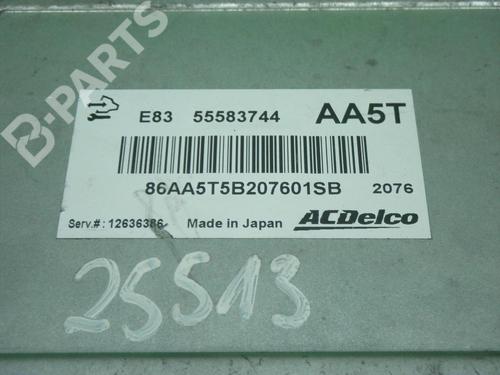 B-PARTS
E83 55583744 AA5T
86AA5T5B207601SB 2076
Serv.#: 12636386 Made in Japan ACDelco
25513